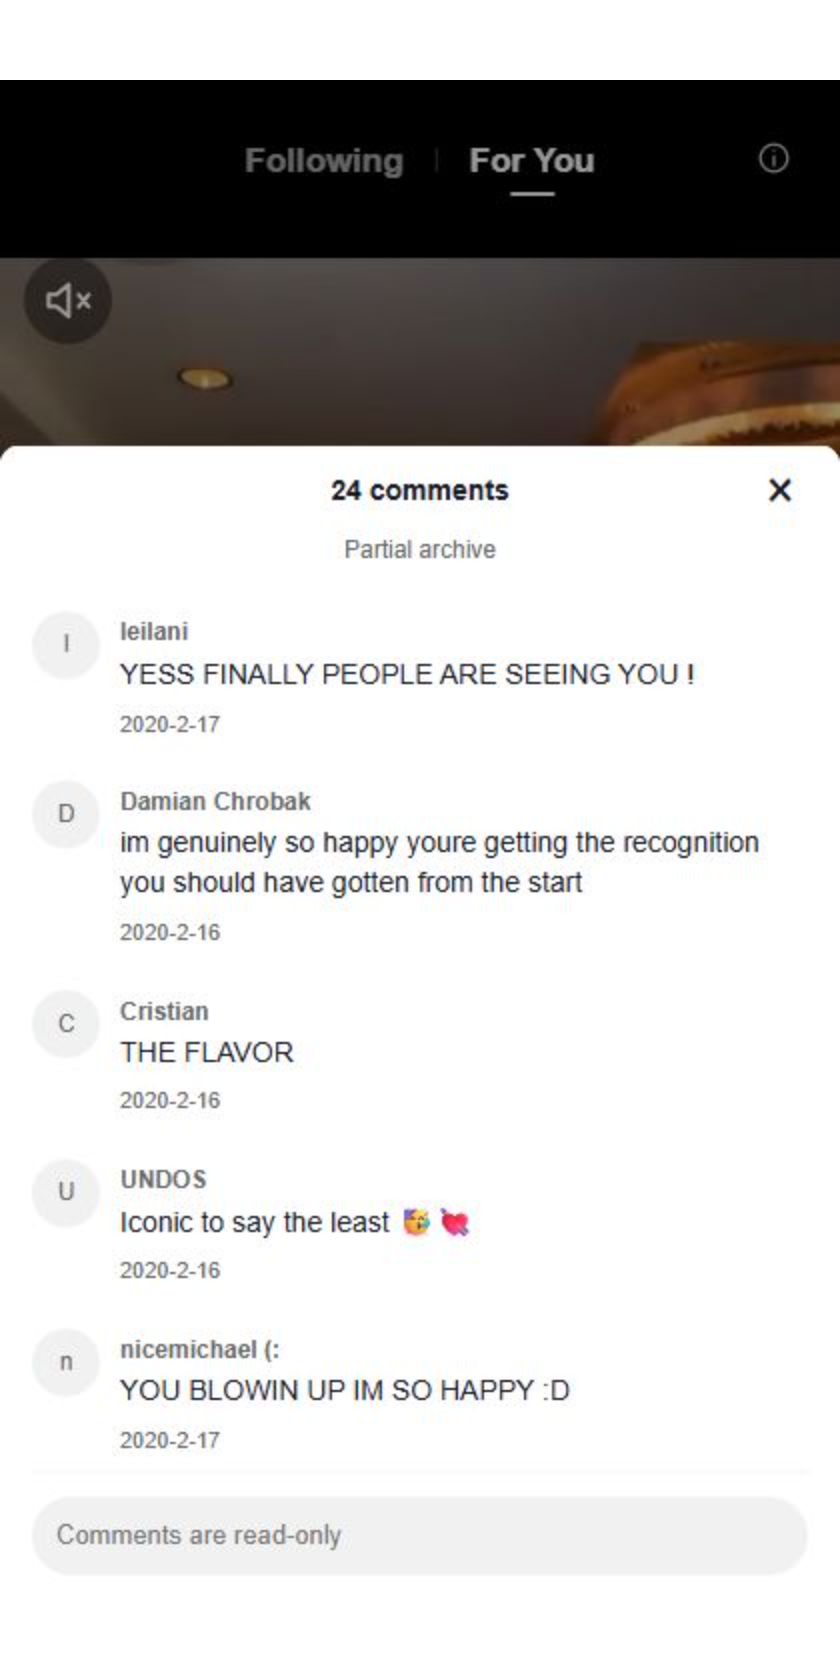 Following | For You
24 comments
Partial archive
l
leilani
YESS FINALLY PEOPLE ARE SEEING YOU !
2020-2-17
D
Damian Chrobak
im genuinely so happy youre getting the recognition
you should have gotten from the start
2020-2-16
C
Cristian
THE FLAVOR
2020-2-16
U
UNDOS
Iconic to say the least 🥳 💘
2020-2-16
n
nicemichael (:
YOU BLOWIN UP IM SO HAPPY :D
2020-2-17
Comments are read-only